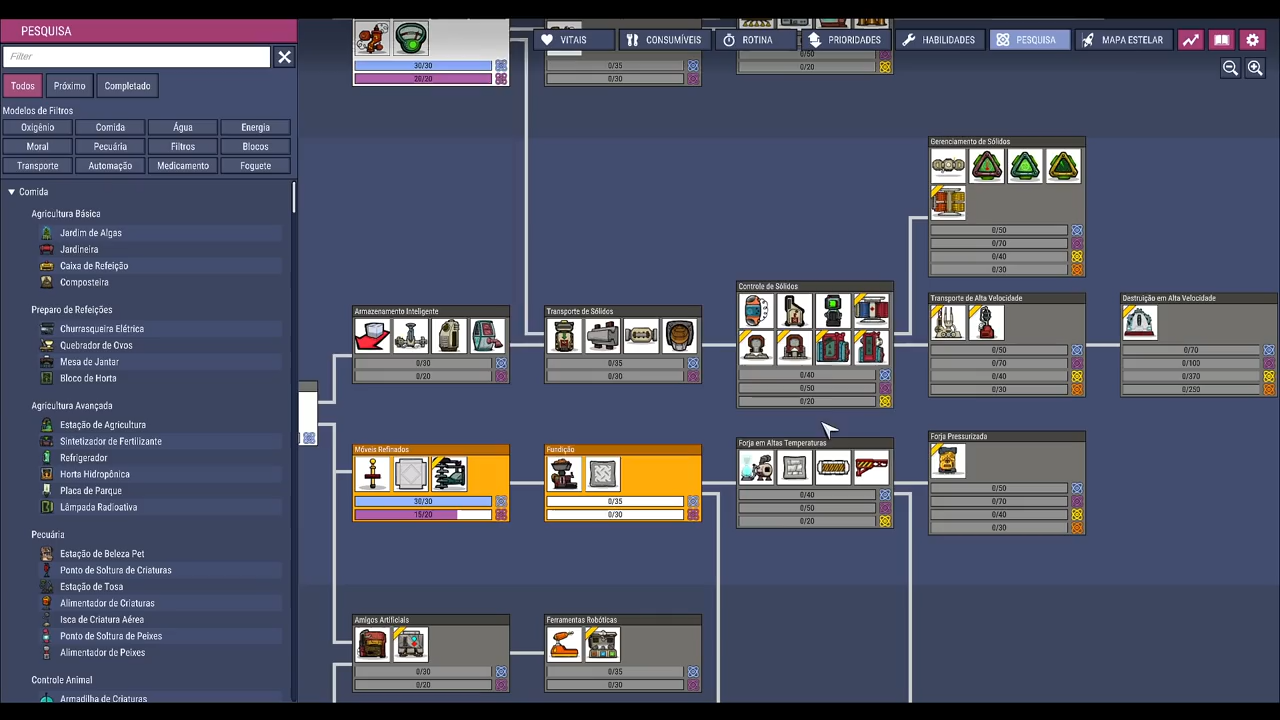 PESQUISA
Filter
Todos
Próximo
Completado
Modelos de Filtros
Oxigênio
Comida
Água
Energia
Moral
Pecuária
Filtros
Blocos
Transporte
Automação
Medicamento
Foguete
Comida
Agricultura Básica
Jardim de Algas
Jardineira
Caixa de Refeição
Composteira
Preparo de Refeições
Churrasqueira Elétrica
Quebrador de Ovos
Mesa de Jantar
Bloco de Horta
Agricultura Avançada
Estação de Agricultura
Sintetizador de Fertilizante
Refrigerador
Horta Hidropônica
Placa de Parque
Lâmpada Radioativa
Pecuária
Estação de Beleza Pet
Ponto de Soltura de Criaturas
Estação de Tosa
Alimentador de Criaturas
Isca de Criatura Aérea
Ponto de Soltura de Peixes
Alimentador de Peixes
Controle Animal
Armadilha de Criaturas
VITAIS
CONSUMÍVEIS
ROTINA
PRIORIDADES
HABILIDADES
PESQUISA
MAPA ESTELAR
30/30
20/20
0/35
0/30
0/50
0/20
Gerenciamento de Sólidos
0/50
0/70
0/40
0/30
Armazenamento Inteligente
0/30
0/20
Transporte de Sólidos
0/35
0/30
Controle de Sólidos
0/40
0/50
0/20
Transporte de Alta Velocidade
0/50
0/70
0/40
0/30
Destruição em Alta Velocidade
0/70
0/100
0/370
0/250
Móveis Refinados
30/30
15/20
Fundição
0/35
0/30
Forja em Altas Temperaturas
0/40
0/50
0/20
Forja Pressurizada
0/50
0/70
0/40
0/30
Amigos Artificiais
0/30
0/20
Ferramentas Robóticas
0/35
0/30